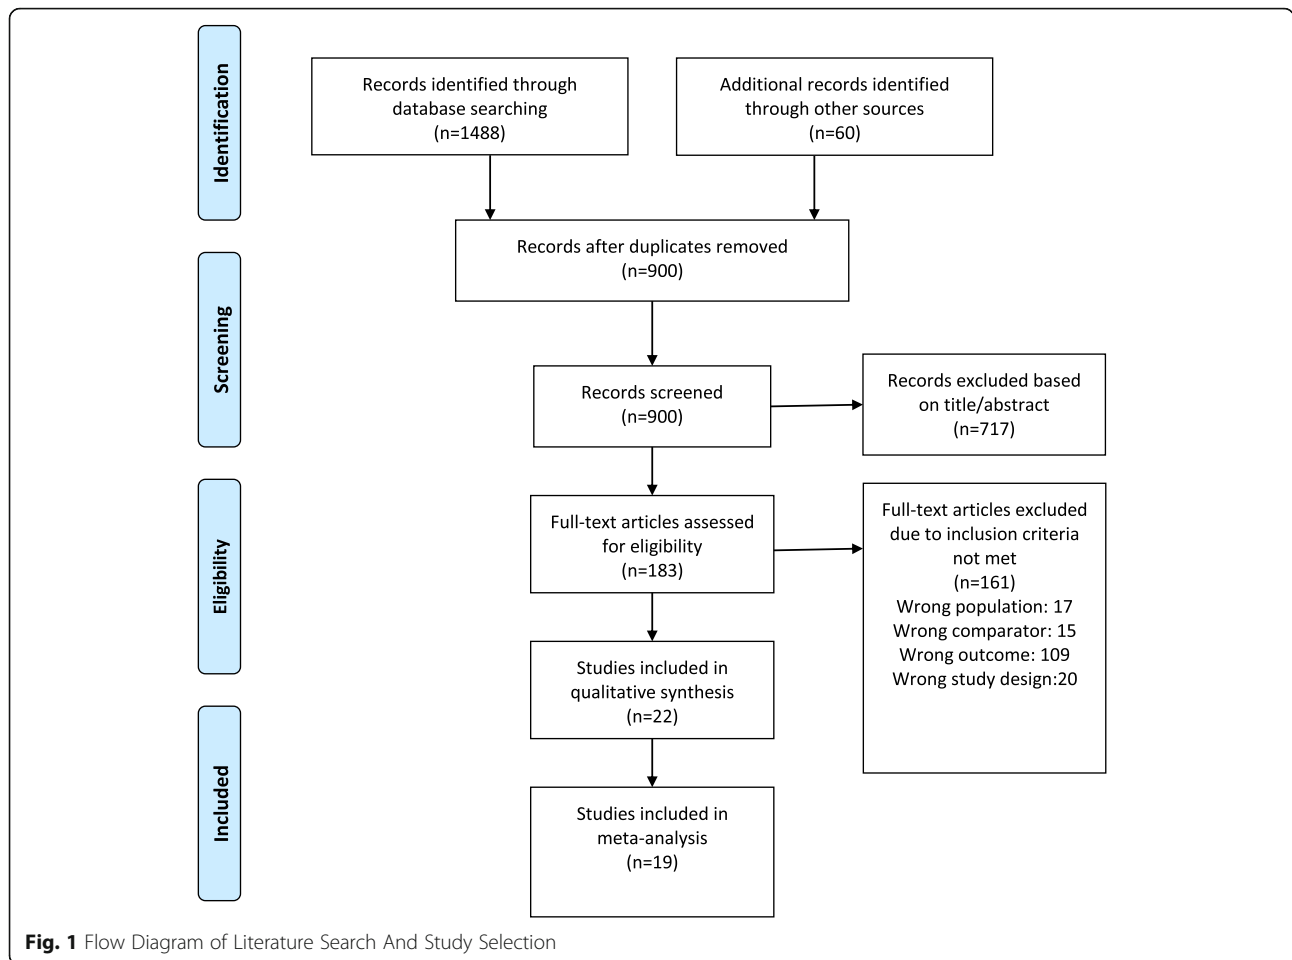 Identification
Records identified through
database searching
(n=1488)
Additional records identified
through other sources
(n=60)
Records after duplicates removed
(n=900)
Screening
Records screened
(n=900)
Records excluded based
on title/abstract
(n=717)
Eligibility
Full-text articles assessed
for eligibility
(n=183)
Full-text articles excluded
due to inclusion criteria
not met
(n=161)
Wrong population: 17
Wrong comparator: 15
Wrong outcome: 109
Wrong study design:20
Studies included in
qualitative synthesis
(n=22)
Included
Studies included in
meta-analysis
(n=19)
Fig. 1 Flow Diagram of Literature Search And Study Selection